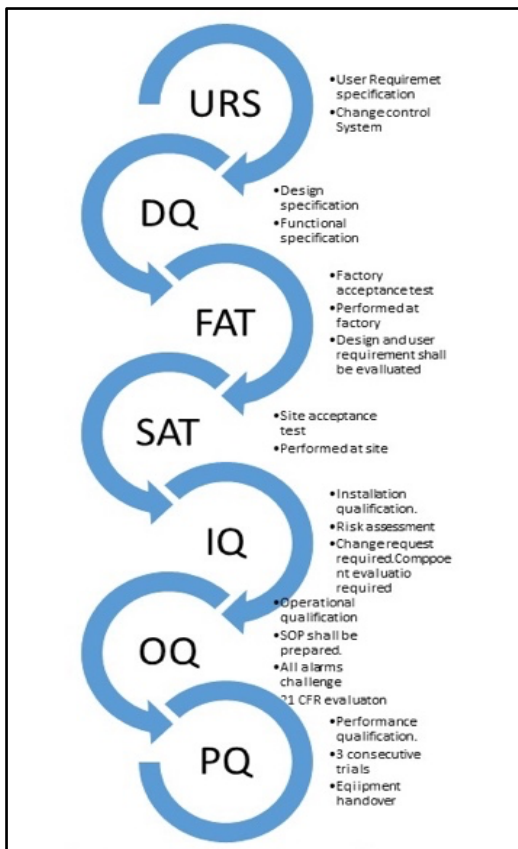 URS
•User Requiremet
specification
•Change control
System
DQ
•Design
specification
•Functional
specification
FAT
•Factory
acceptance test
•Performed at
factory
•Design and user
requirement shall
be evalluated
SAT
•Site acceptance
test
•Performed at site
IQ
•Installation
qualification.
•Risk assessment
•Change request
required.Comppoe
nt evaluatio
required
OQ
•Operational
qualification
•SOP shall be
prepared.
•All alarms
challenge
•21 CFR evaluaton
PQ
•Performance
qualification.
•3 consecutive
trials
•Eqiipment
handover